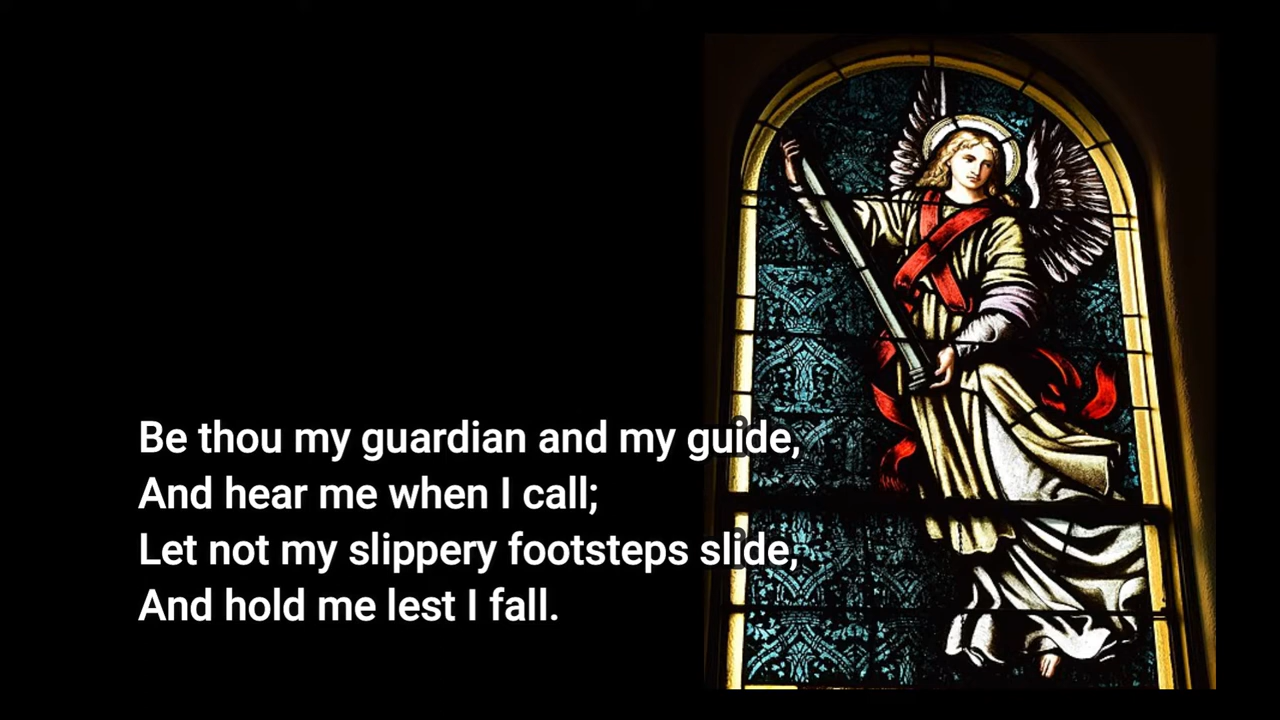 Be thou my guardian and my guide,
And hear me when I call;
Let not my slippery footsteps slide,
And hold me lest I fall.